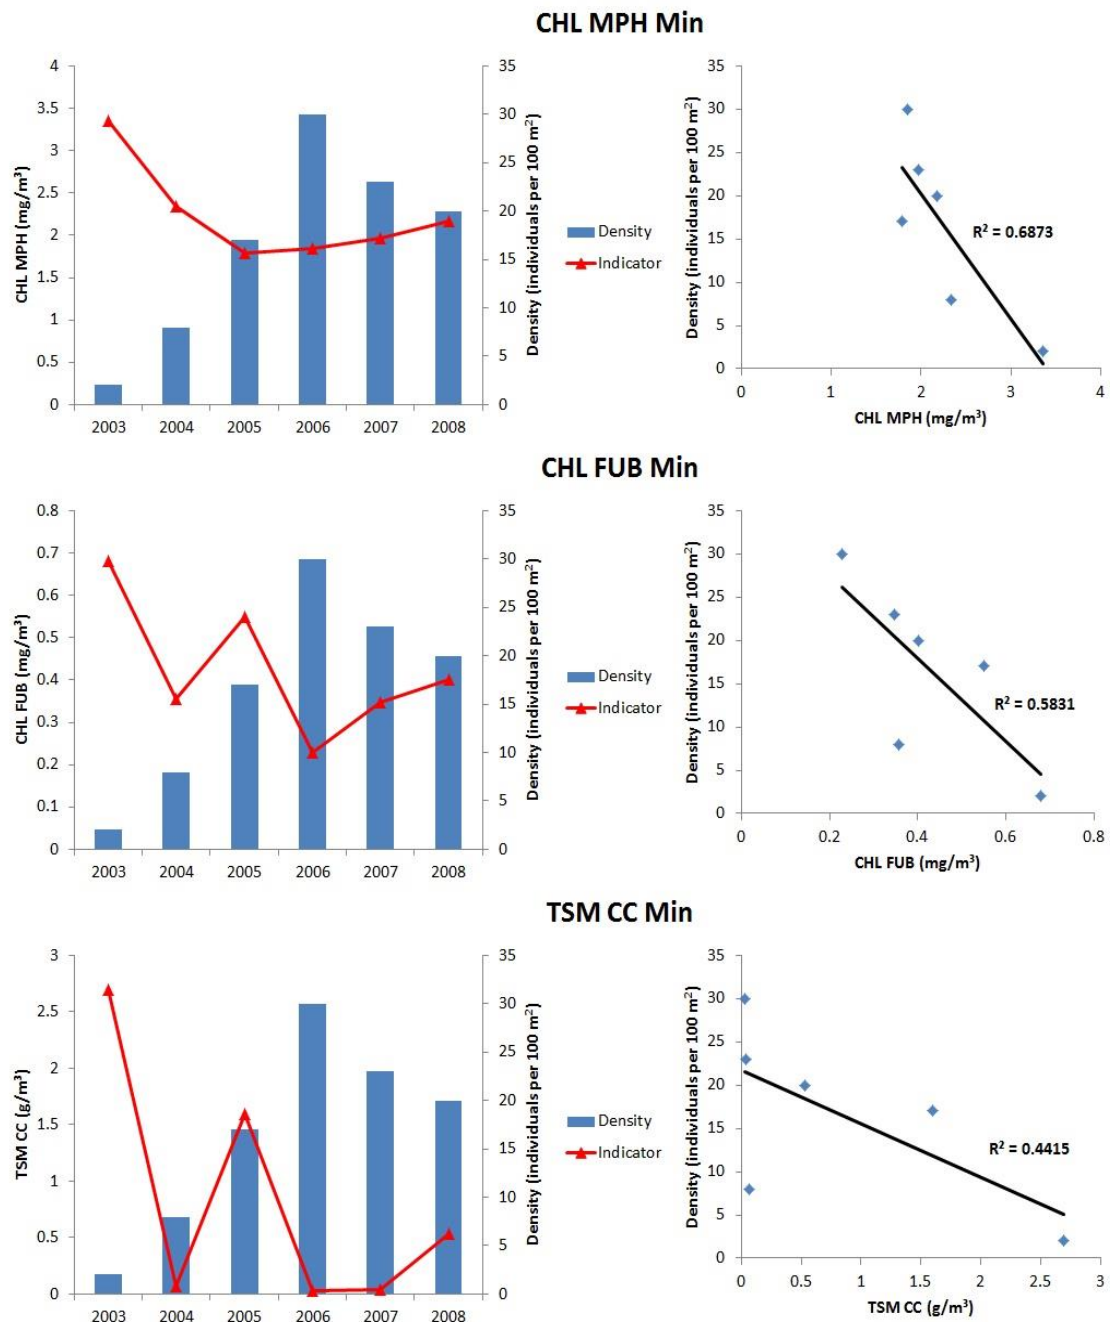 CHL MPH Min
CHL MPH (mg/m³)
4
3.5
3
2.5
2
1.5
1
0.5
0
2003 2004 2005 2006 2007 2008
35
30
25
20
15
10
5
0
Density (individuals per 100 m²)
Density
Indicator
Density (individuals per 100 m²)
35
30
25
20
15
10
5
0
R² = 0.6873
0 1 2 3 4
CHL MPH (mg/m³)
CHL FUB Min
CHL FUB (mg/m³)
0.8
0.7
0.6
0.5
0.4
0.3
0.2
0.1
0
2003 2004 2005 2006 2007 2008
35
30
25
20
15
10
5
0
Density (individuals per 100 m²)
Density
Indicator
Density (individuals per 100 m²)
35
30
25
20
15
10
5
0
R² = 0.5831
0 0.2 0.4 0.6 0.8
CHL FUB (mg/m³)
TSM CC Min
TSM CC (g/m³)
3
2.5
2
1.5
1
0.5
0
2003 2004 2005 2006 2007 2008
35
30
25
20
15
10
5
0
Density (individuals per 100 m²)
Density
Indicator
Density (individuals per 100 m²)
35
30
25
20
15
10
5
0
R² = 0.4415
0 0.5 1 1.5 2 2.5 3
TSM CC (g/m³)